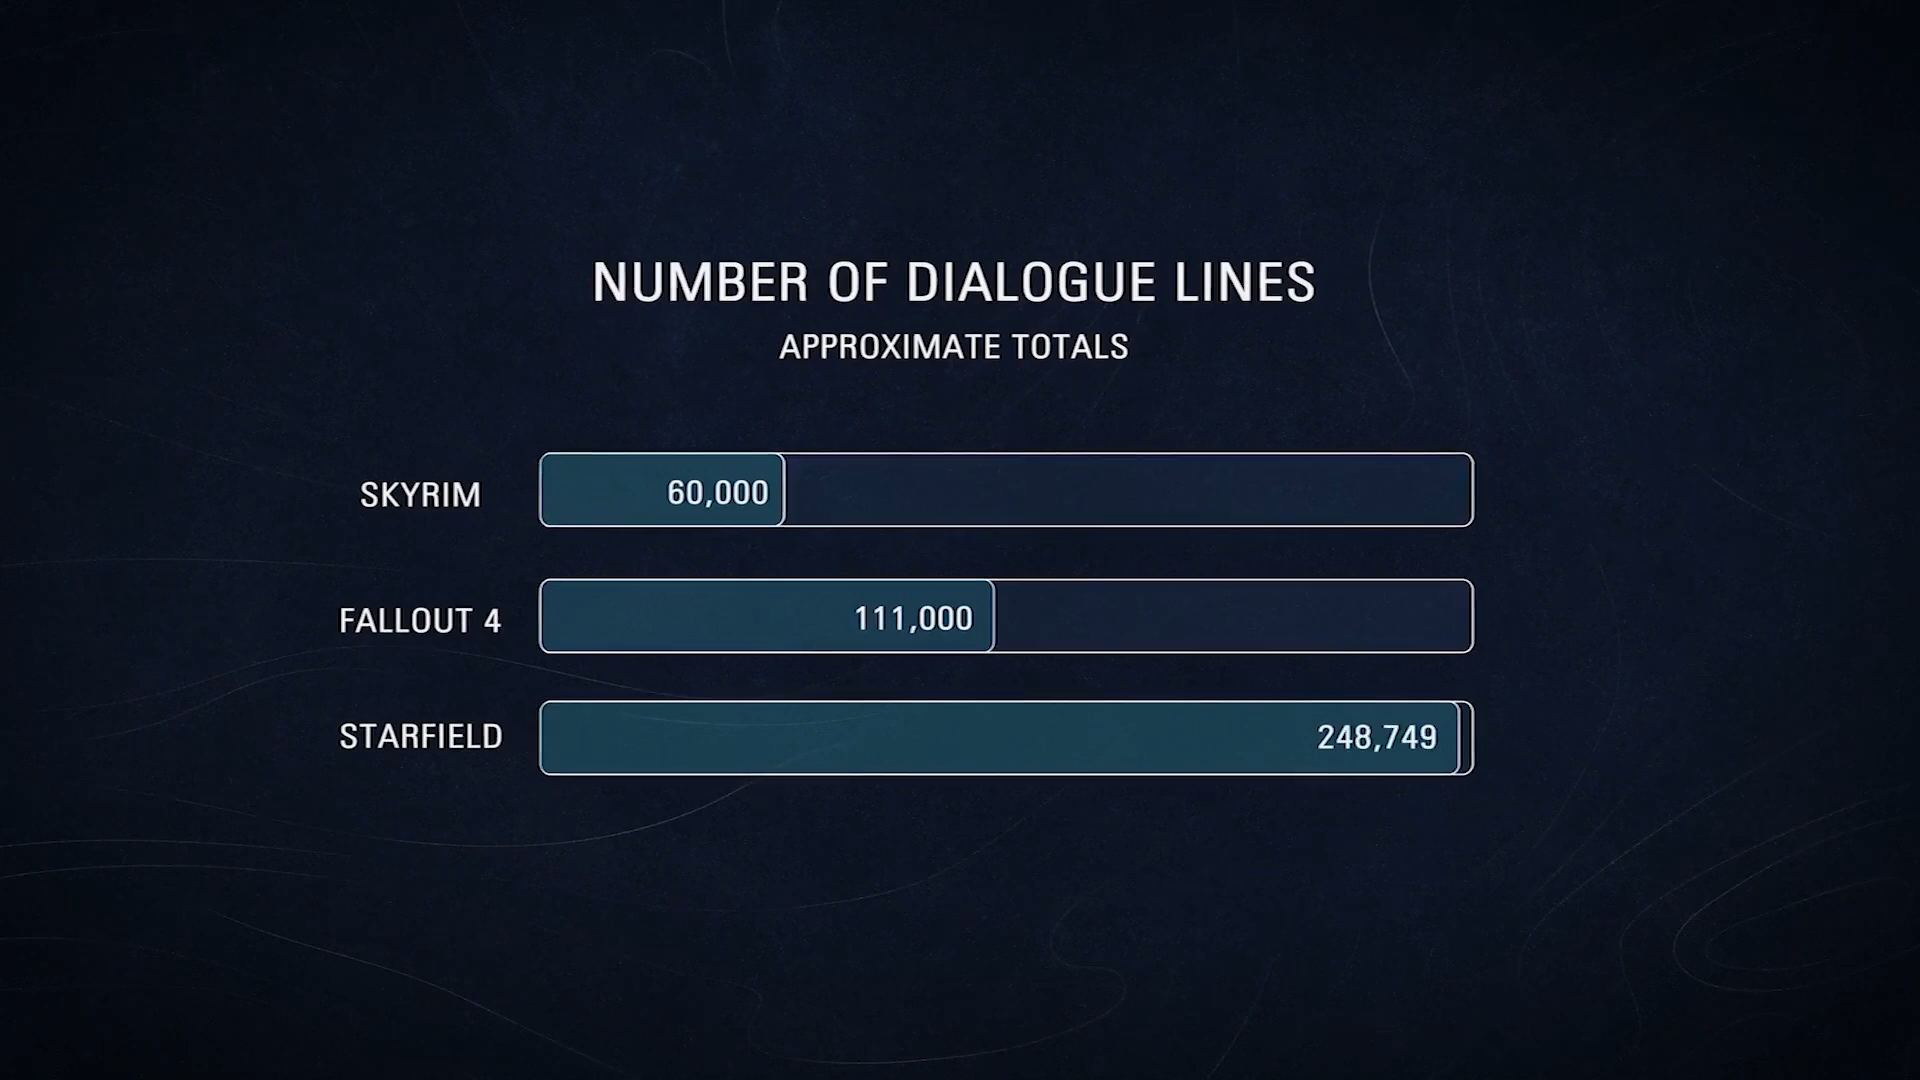 NUMBER OF DIALOGUE LINES
APPROXIMATE TOTALS
SKYRIM 60,000
FALLOUT 4 111,000
STARFIELD 248,749